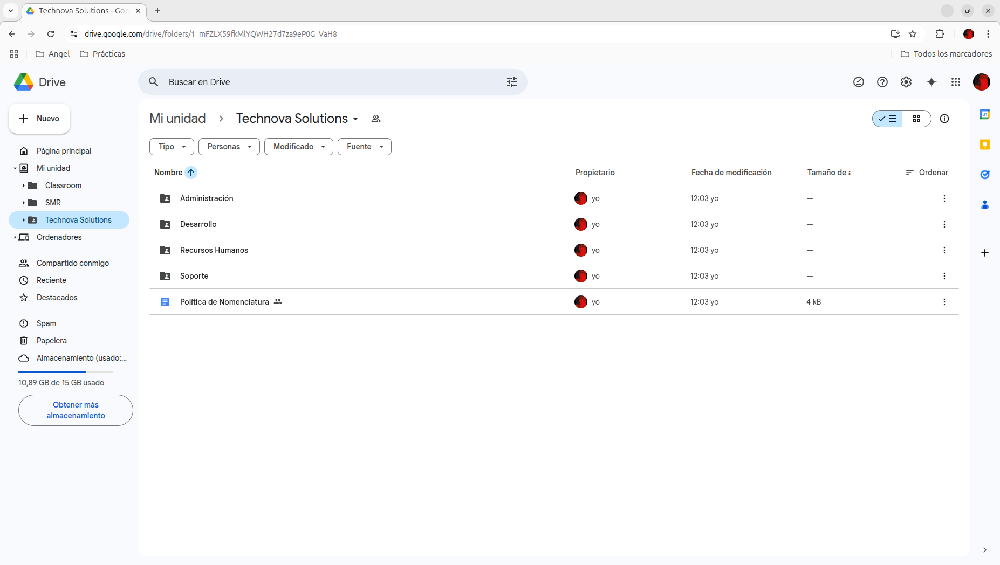 Technova Solutions - Goo
drive.google.com/drive/folders/1_mFZLX59fkMlYQWH27d7za9eP0G_VaH8
Angel
Prácticas
Todos los marcadores
Drive
Buscar en Drive
Nuevo
Mi unidad
Technova Solutions
Tipo
Personas
Modificado
Fuente
Página principal
Mi unidad
Classroom
SMR
Technova Solutions
Ordenadores
Compartido conmigo
Reciente
Destacados
Spam
Papelera
Almacenamiento (usado:...
10,89 GB de 15 GB usado
Obtener más
almacenamiento
Nombre Propietario Fecha de modificación Tamaño de a Ordenar
Administración yo 12:03 yo —
Desarrollo yo 12:03 yo —
Recursos Humanos yo 12:03 yo —
Soporte yo 12:03 yo —
Política de Nomenclatura yo 12:03 yo 4 kB
31